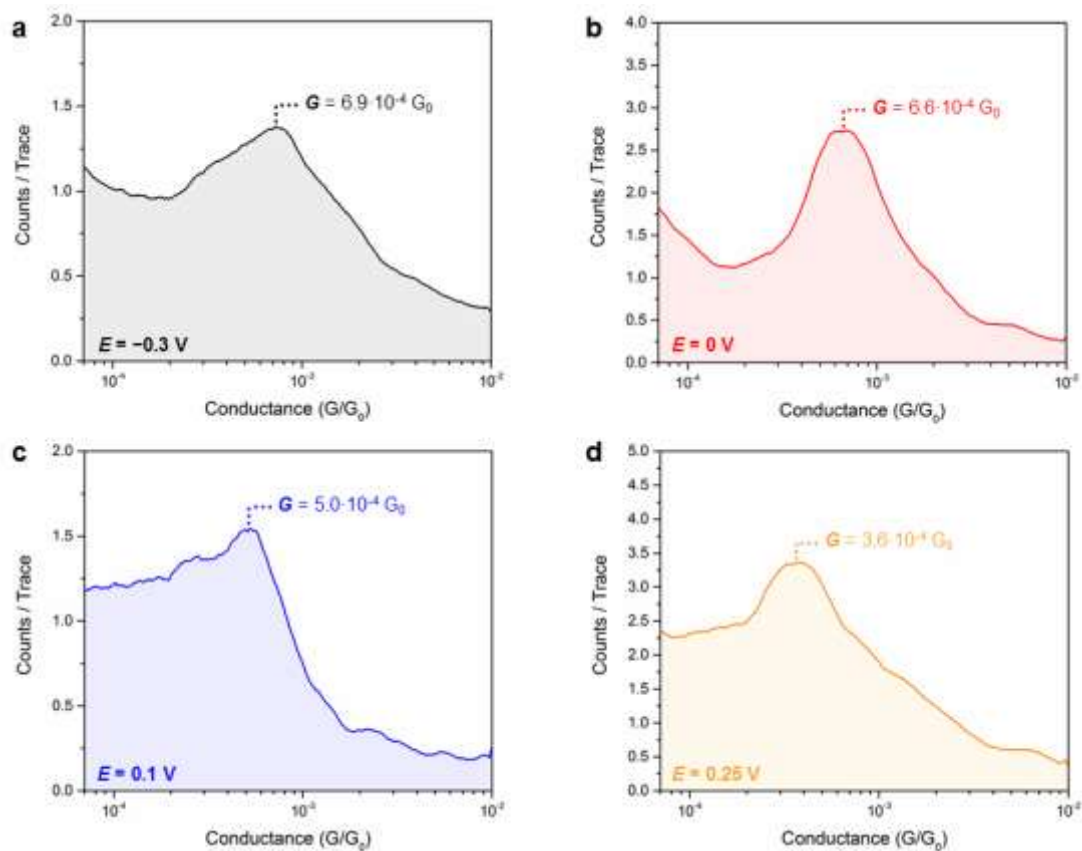 a
2.0
1.5
1.0
0.5
0.0
Counts / Trace
G = 6.9·10⁻⁴ G₀
E = −0.3 V
10⁻⁴
10⁻³
10⁻²
Conductance (G/G₀)
b
4.0
3.5
3.0
2.5
2.0
1.5
1.0
0.5
0.0
Counts / Trace
G = 6.6·10⁻⁴ G₀
E = 0 V
10⁻⁴
10⁻³
10⁻²
Conductance (G/G₀)
c
2.0
1.5
1.0
0.5
0.0
Counts / Trace
G = 5.0·10⁻⁴ G₀
E = 0.1 V
10⁻⁴
10⁻³
10⁻²
Conductance (G/G₀)
d
5.0
4.5
4.0
3.5
3.0
2.5
2.0
1.5
1.0
0.5
0.0
Counts / Trace
G = 3.6·10⁻⁴ G₀
E = 0.25 V
10⁻⁴
10⁻³
10⁻²
Conductance (G/G₀)